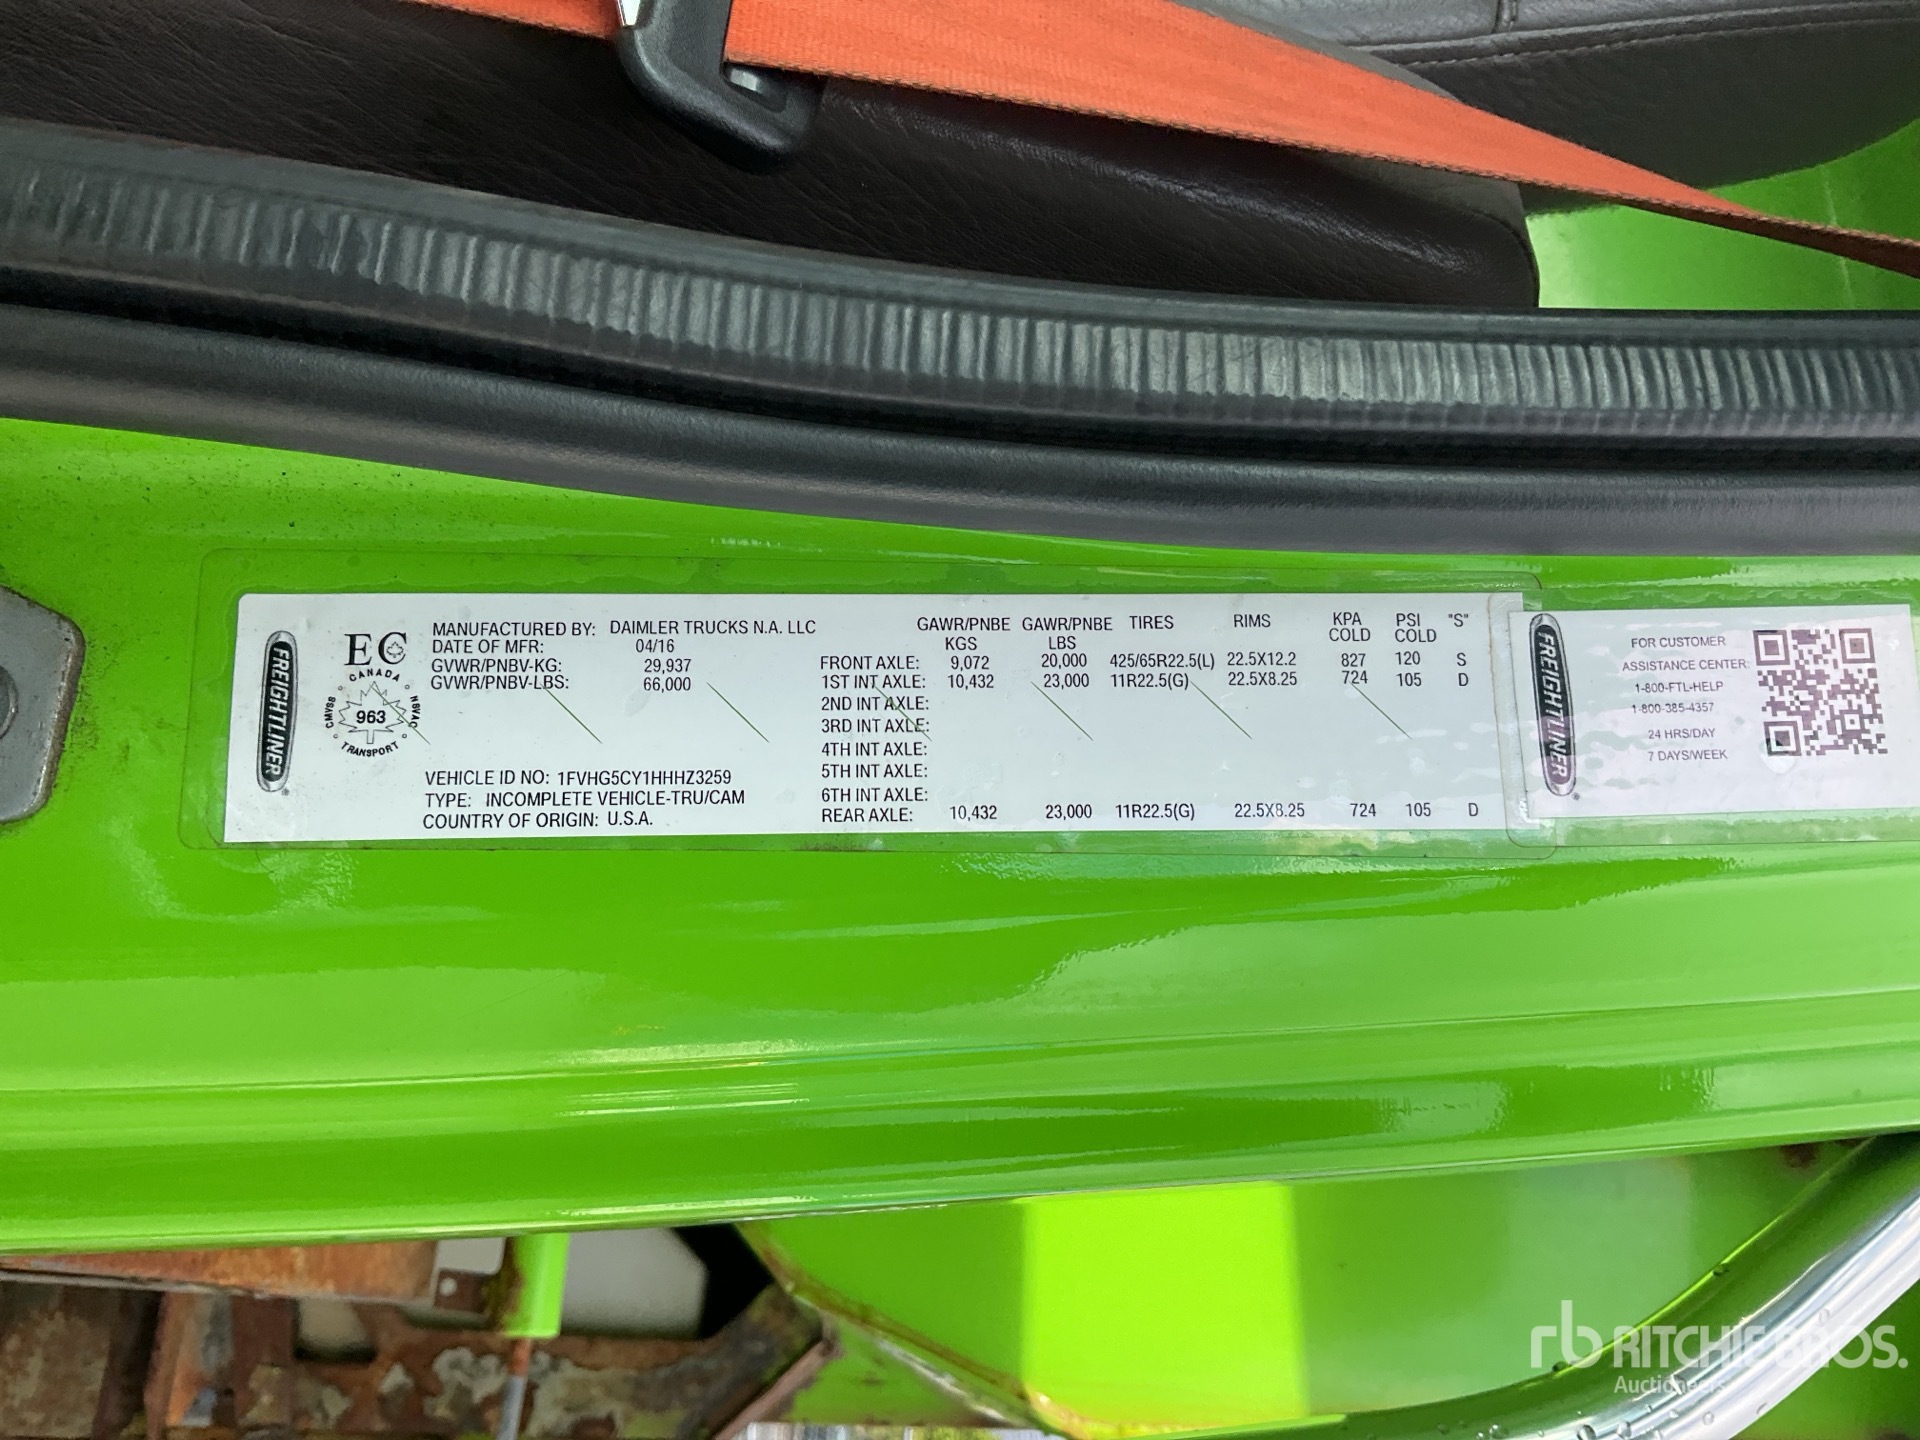 FREIGHTLINER
EC
CANADA
CMVSS 963 NSVAC
TRANSPORT
MANUFACTURED BY: DAIMLER TRUCKS N.A. LLC
DATE OF MFR: 04/16
GVWR/PNBV-KG: 29,937
GVWR/PNBV-LBS: 66,000
VEHICLE ID NO: 1FVHG5CY1HHHZ3259
TYPE: INCOMPLETE VEHICLE-TRU/CAM
COUNTRY OF ORIGIN: U.S.A.
GAWR/PNBE KGS GAWR/PNBE LBS TIRES RIMS KPA COLD PSI COLD "S"
FRONT AXLE: 9,072 20,000 425/65R22.5(L) 22.5X12.2 827 120 S
1ST INT AXLE: 10,432 23,000 11R22.5(G) 22.5X8.25 724 105 D
2ND INT AXLE:
3RD INT AXLE:
4TH INT AXLE:
5TH INT AXLE:
6TH INT AXLE:
REAR AXLE: 10,432 23,000 11R22.5(G) 22.5X8.25 724 105 D
FREIGHTLINER
FOR CUSTOMER
ASSISTANCE CENTER:
1-800-FTL-HELP
1-800-385-4357
24 HRS/DAY
7 DAYS/WEEK
rb RITCHIE BROS.
Auctioneers